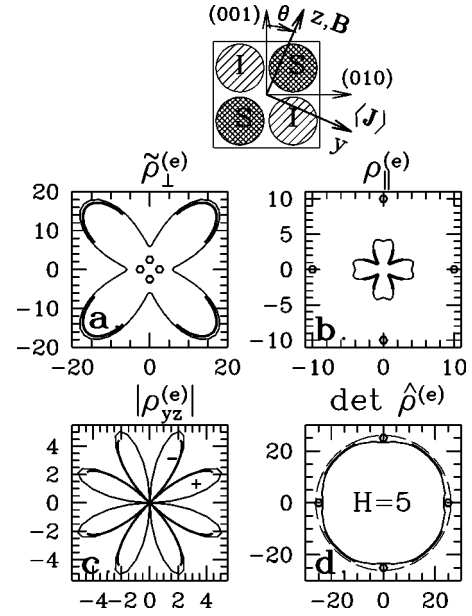 (001) θ z,B
I S (010)
S I ⟨J⟩
y
ρ̃⊥^(e) ρ∥^(e)
20 10
10 5
0 0
-10 -5
a b.
-20 -10
-20 0 20 -10 0 10
|ρyz^(e)| det ρ̂^(e)
4 20
2 - +
0 0 H=5
-2
-4 -20
c d.
-4 -2 0 2 4 -20 0 20